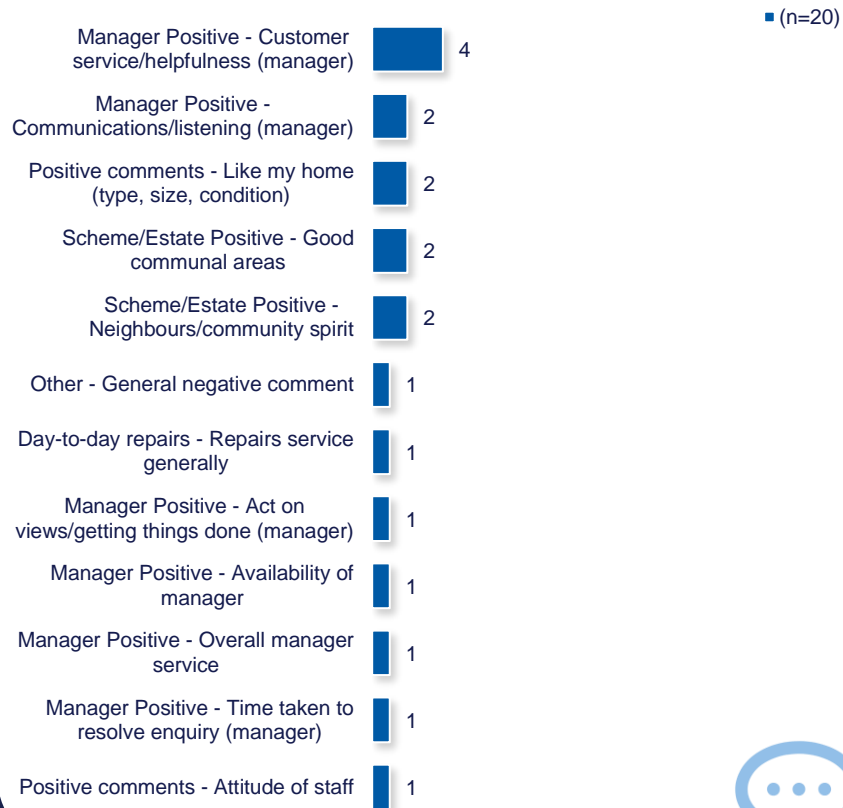 (n=20)
Manager Positive - Customer
service/helpfulness (manager)
4
Manager Positive -
Communications/listening (manager)
2
Positive comments - Like my home
(type, size, condition)
2
Scheme/Estate Positive - Good
communal areas
2
Scheme/Estate Positive -
Neighbours/community spirit
2
Other - General negative comment
1
Day-to-day repairs - Repairs service
generally
1
Manager Positive - Act on
views/getting things done (manager)
1
Manager Positive - Availability of
manager
1
Manager Positive - Overall manager
service
1
Manager Positive - Time taken to
resolve enquiry (manager)
1
Positive comments - Attitude of staff
1